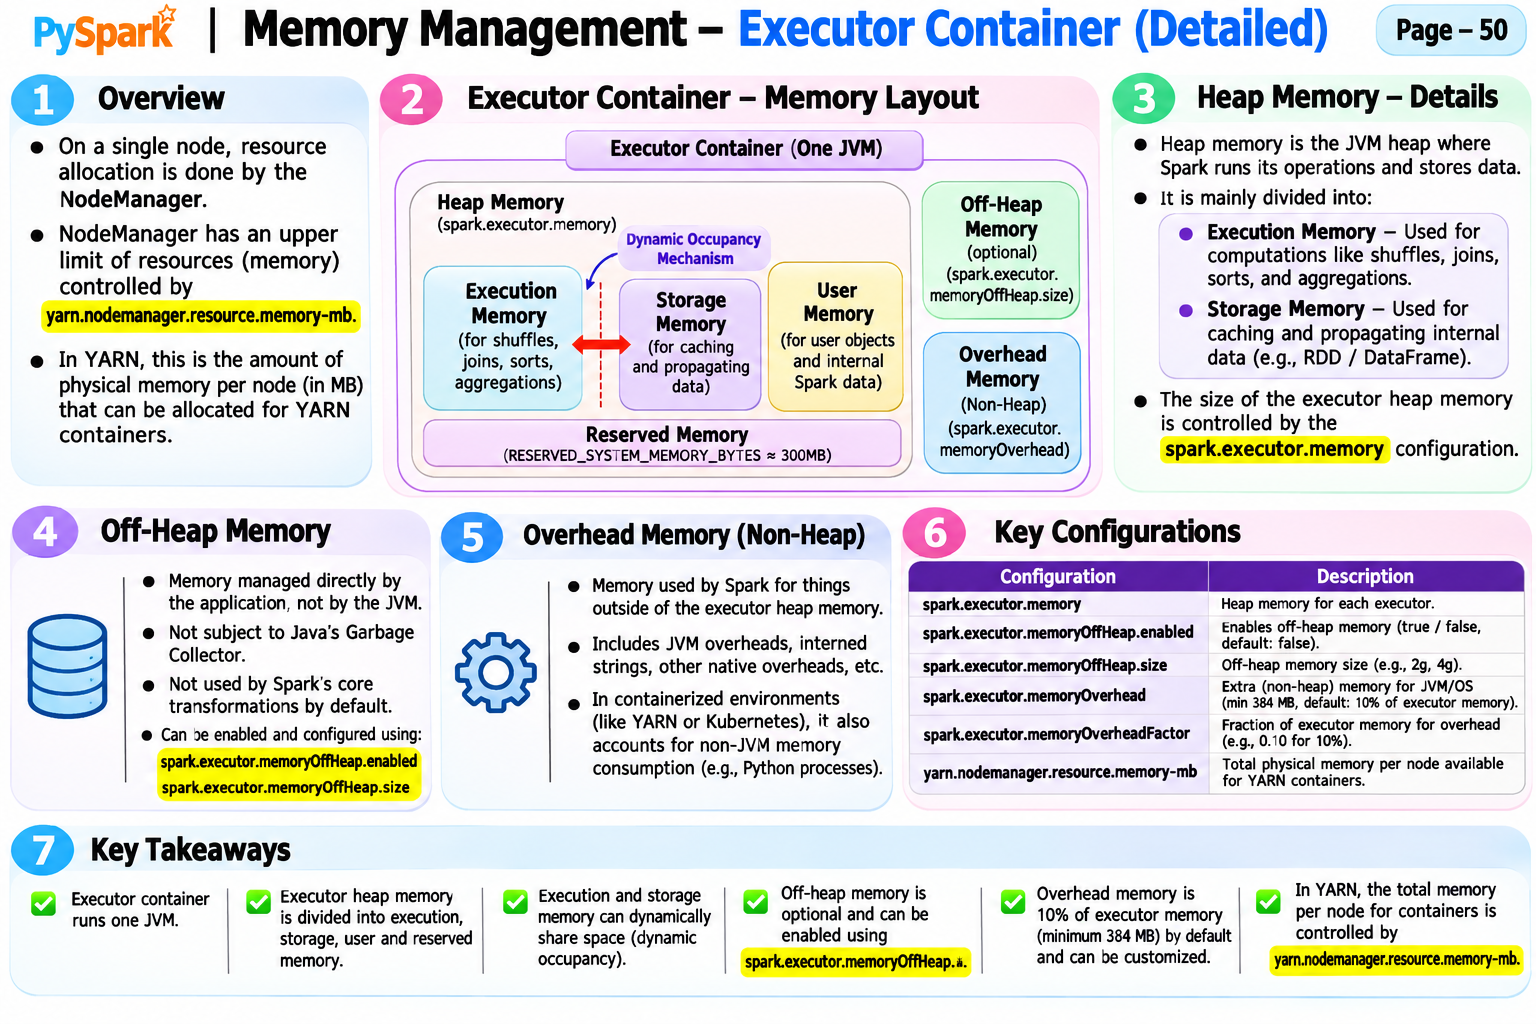 PySpark | Memory Management – Executor Container (Detailed)
Page – 50
1 Overview
● On a single node, resource
allocation is done by the
NodeManager.
● NodeManager has an upper
limit of resources (memory)
controlled by
yarn.nodemanager.resource.memory-mb.
● In YARN, this is the amount of
physical memory per node (in MB)
that can be allocated for YARN
containers.
2 Executor Container – Memory Layout
Executor Container (One JVM)
Heap Memory
(spark.executor.memory)
Dynamic Occupancy
Mechanism
Execution
Memory
(for shuffles,
joins, sorts,
aggregations)
Storage
Memory
(for caching
and propagating
data)
User
Memory
(for user objects
and internal
Spark data)
Reserved Memory
(RESERVED_SYSTEM_MEMORY_BYTES ≈ 300MB)
Off-Heap
Memory
(optional)
(spark.executor.
memoryOffHeap.size)
Overhead
Memory
(Non-Heap)
(spark.executor.
memoryOverhead)
3 Heap Memory – Details
● Heap memory is the JVM heap where
Spark runs its operations and stores data.
● It is mainly divided into:
● Execution Memory – Used for
computations like shuffles, joins,
sorts, and aggregations.
● Storage Memory – Used for
caching and propagating internal
data (e.g., RDD / DataFrame).
● The size of the executor heap memory
is controlled by the
spark.executor.memory configuration.
4 Off-Heap Memory
● Memory managed directly by
the application, not by the JVM.
● Not subject to Java's Garbage
Collector.
● Not used by Spark's core
transformations by default.
● Can be enabled and configured using:
spark.executor.memoryOffHeap.enabled
spark.executor.memoryOffHeap.size
5 Overhead Memory (Non-Heap)
● Memory used by Spark for things
outside of the executor heap memory.
● Includes JVM overheads, interned
strings, other native overheads, etc.
● In containerized environments
(like YARN or Kubernetes), it also
accounts for non-JVM memory
consumption (e.g., Python processes).
6 Key Configurations
Configuration Description
spark.executor.memory Heap memory for each executor.
spark.executor.memoryOffHeap.enabled Enables off-heap memory (true / false,
default: false).
spark.executor.memoryOffHeap.size Off-heap memory size (e.g., 2g, 4g).
spark.executor.memoryOverhead Extra (non-heap) memory for JVM/OS
(min 384 MB, default: 10% of executor memory).
spark.executor.memoryOverheadFactor Fraction of executor memory for overhead
(e.g., 0.10 for 10%).
yarn.nodemanager.resource.memory-mb Total physical memory per node available
for YARN containers.
7 Key Takeaways
Executor container
runs one JVM.
Executor heap memory
is divided into execution,
storage, user and reserved
memory.
Execution and storage
memory can dynamically
share space (dynamic
occupancy).
Off-heap memory is
optional and can be
enabled using
spark.executor.memoryOffHeap.
Overhead memory is
10% of executor memory
(minimum 384 MB) by default
and can be customized.
In YARN, the total memory
per node for containers is
controlled by
yarn.nodemanager.resource.memory-mb.